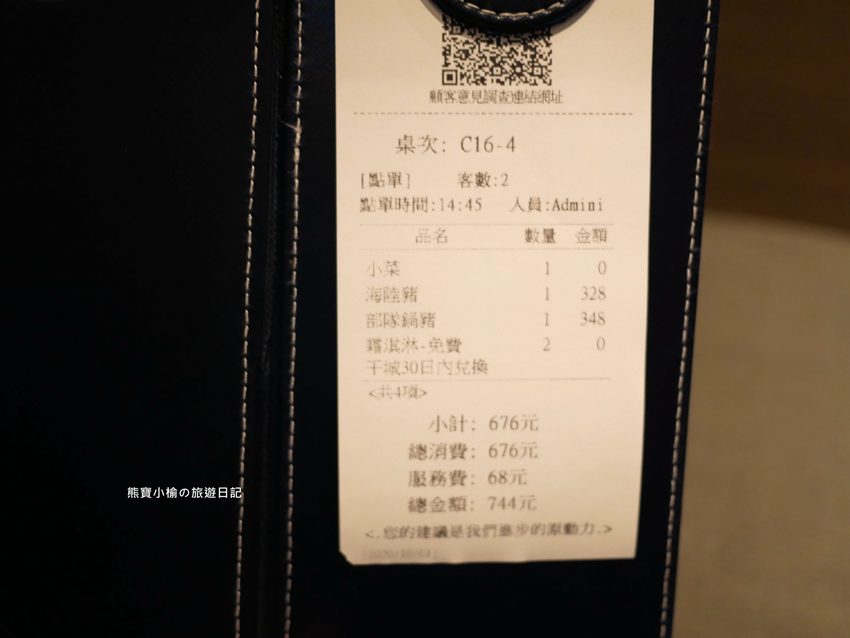 顧客意見調查連結網址
桌次: C16-4
[點單] 客數:2
點單時間:14:45 人員:Admini
品名 數量 金額
小菜 1 0
海陸豬 1 328
部隊鍋豬 1 348
霜淇淋-免費 2 0
干城30日內兌換
<共4項>
小計: 676元
總消費: 676元
服務費: 68元
總金額: 744元
<.您的建議是我們進步的原動力.>
熊寶小榆の旅遊日記